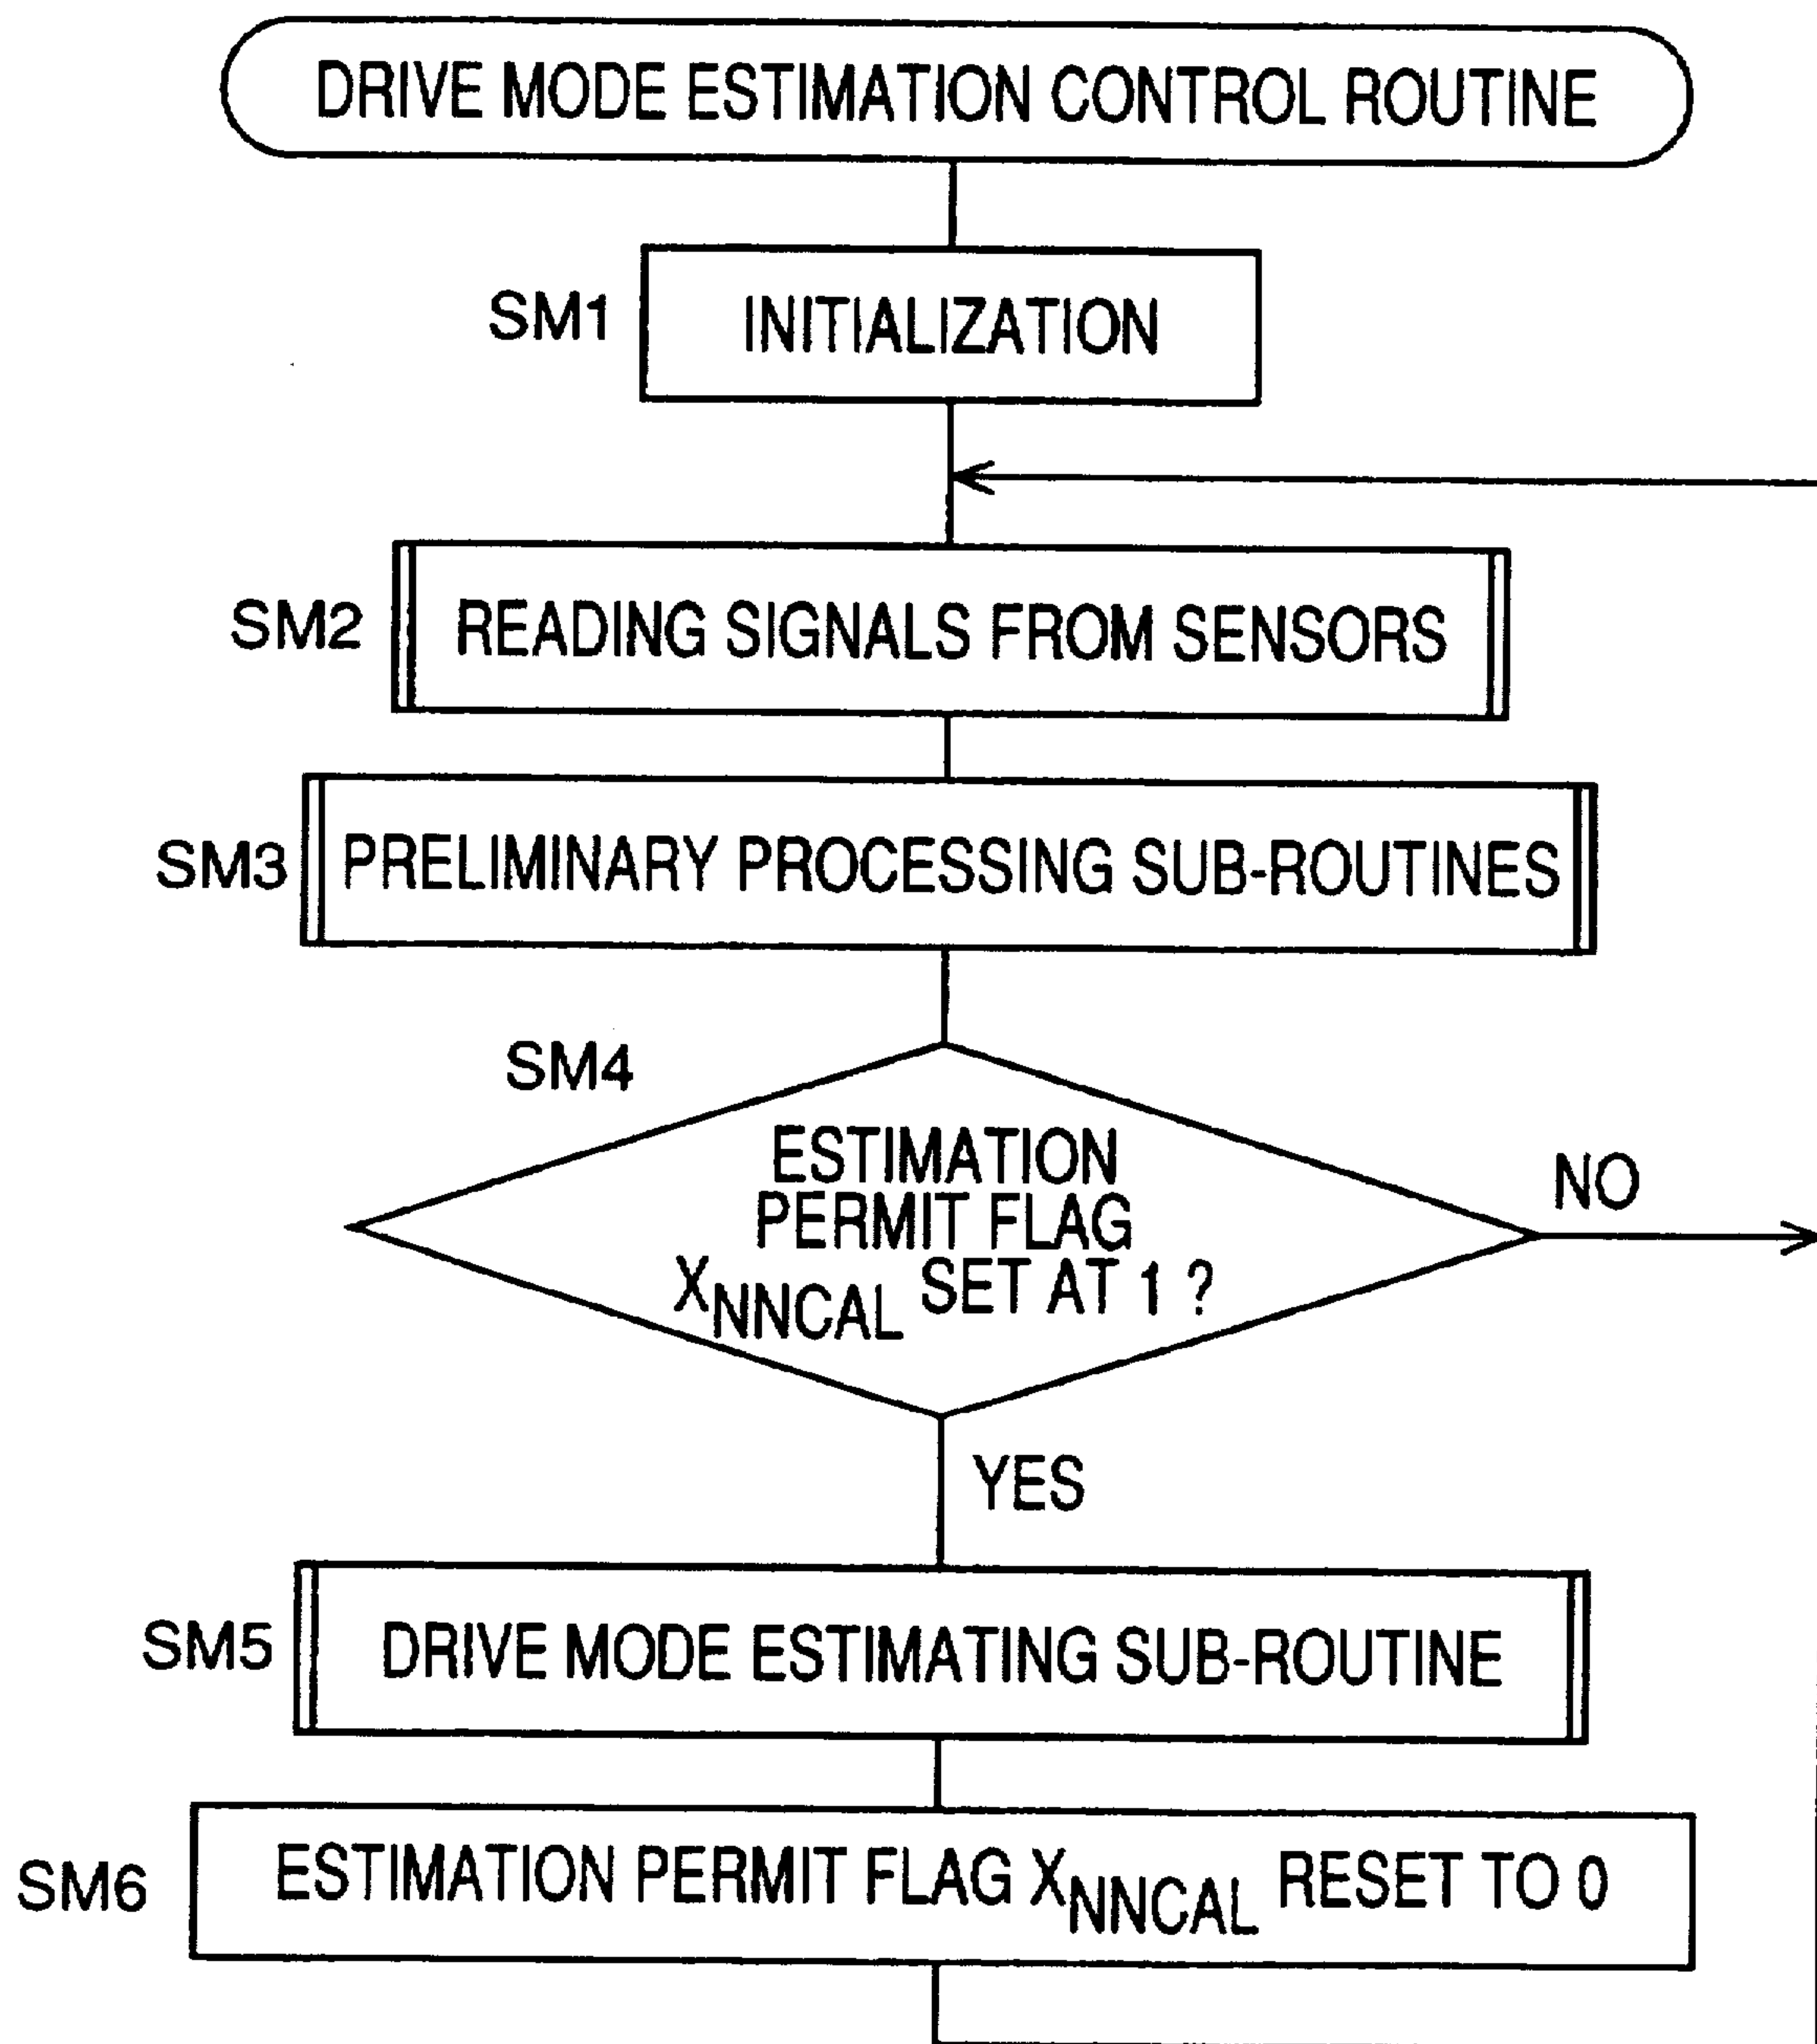 DRIVE MODE ESTIMATION CONTROL ROUTINE
SM1
INITIALIZATION
SM2
READING SIGNALS FROM SENSORS
SM3
PRELIMINARY PROCESSING SUB-ROUTINES
SM4
ESTIMATION
PERMIT FLAG
XNNCAL SET AT 1 ?
NO
YES
SM5
DRIVE MODE ESTIMATING SUB-ROUTINE
SM6
ESTIMATION PERMIT FLAG XNNCAL RESET TO 0